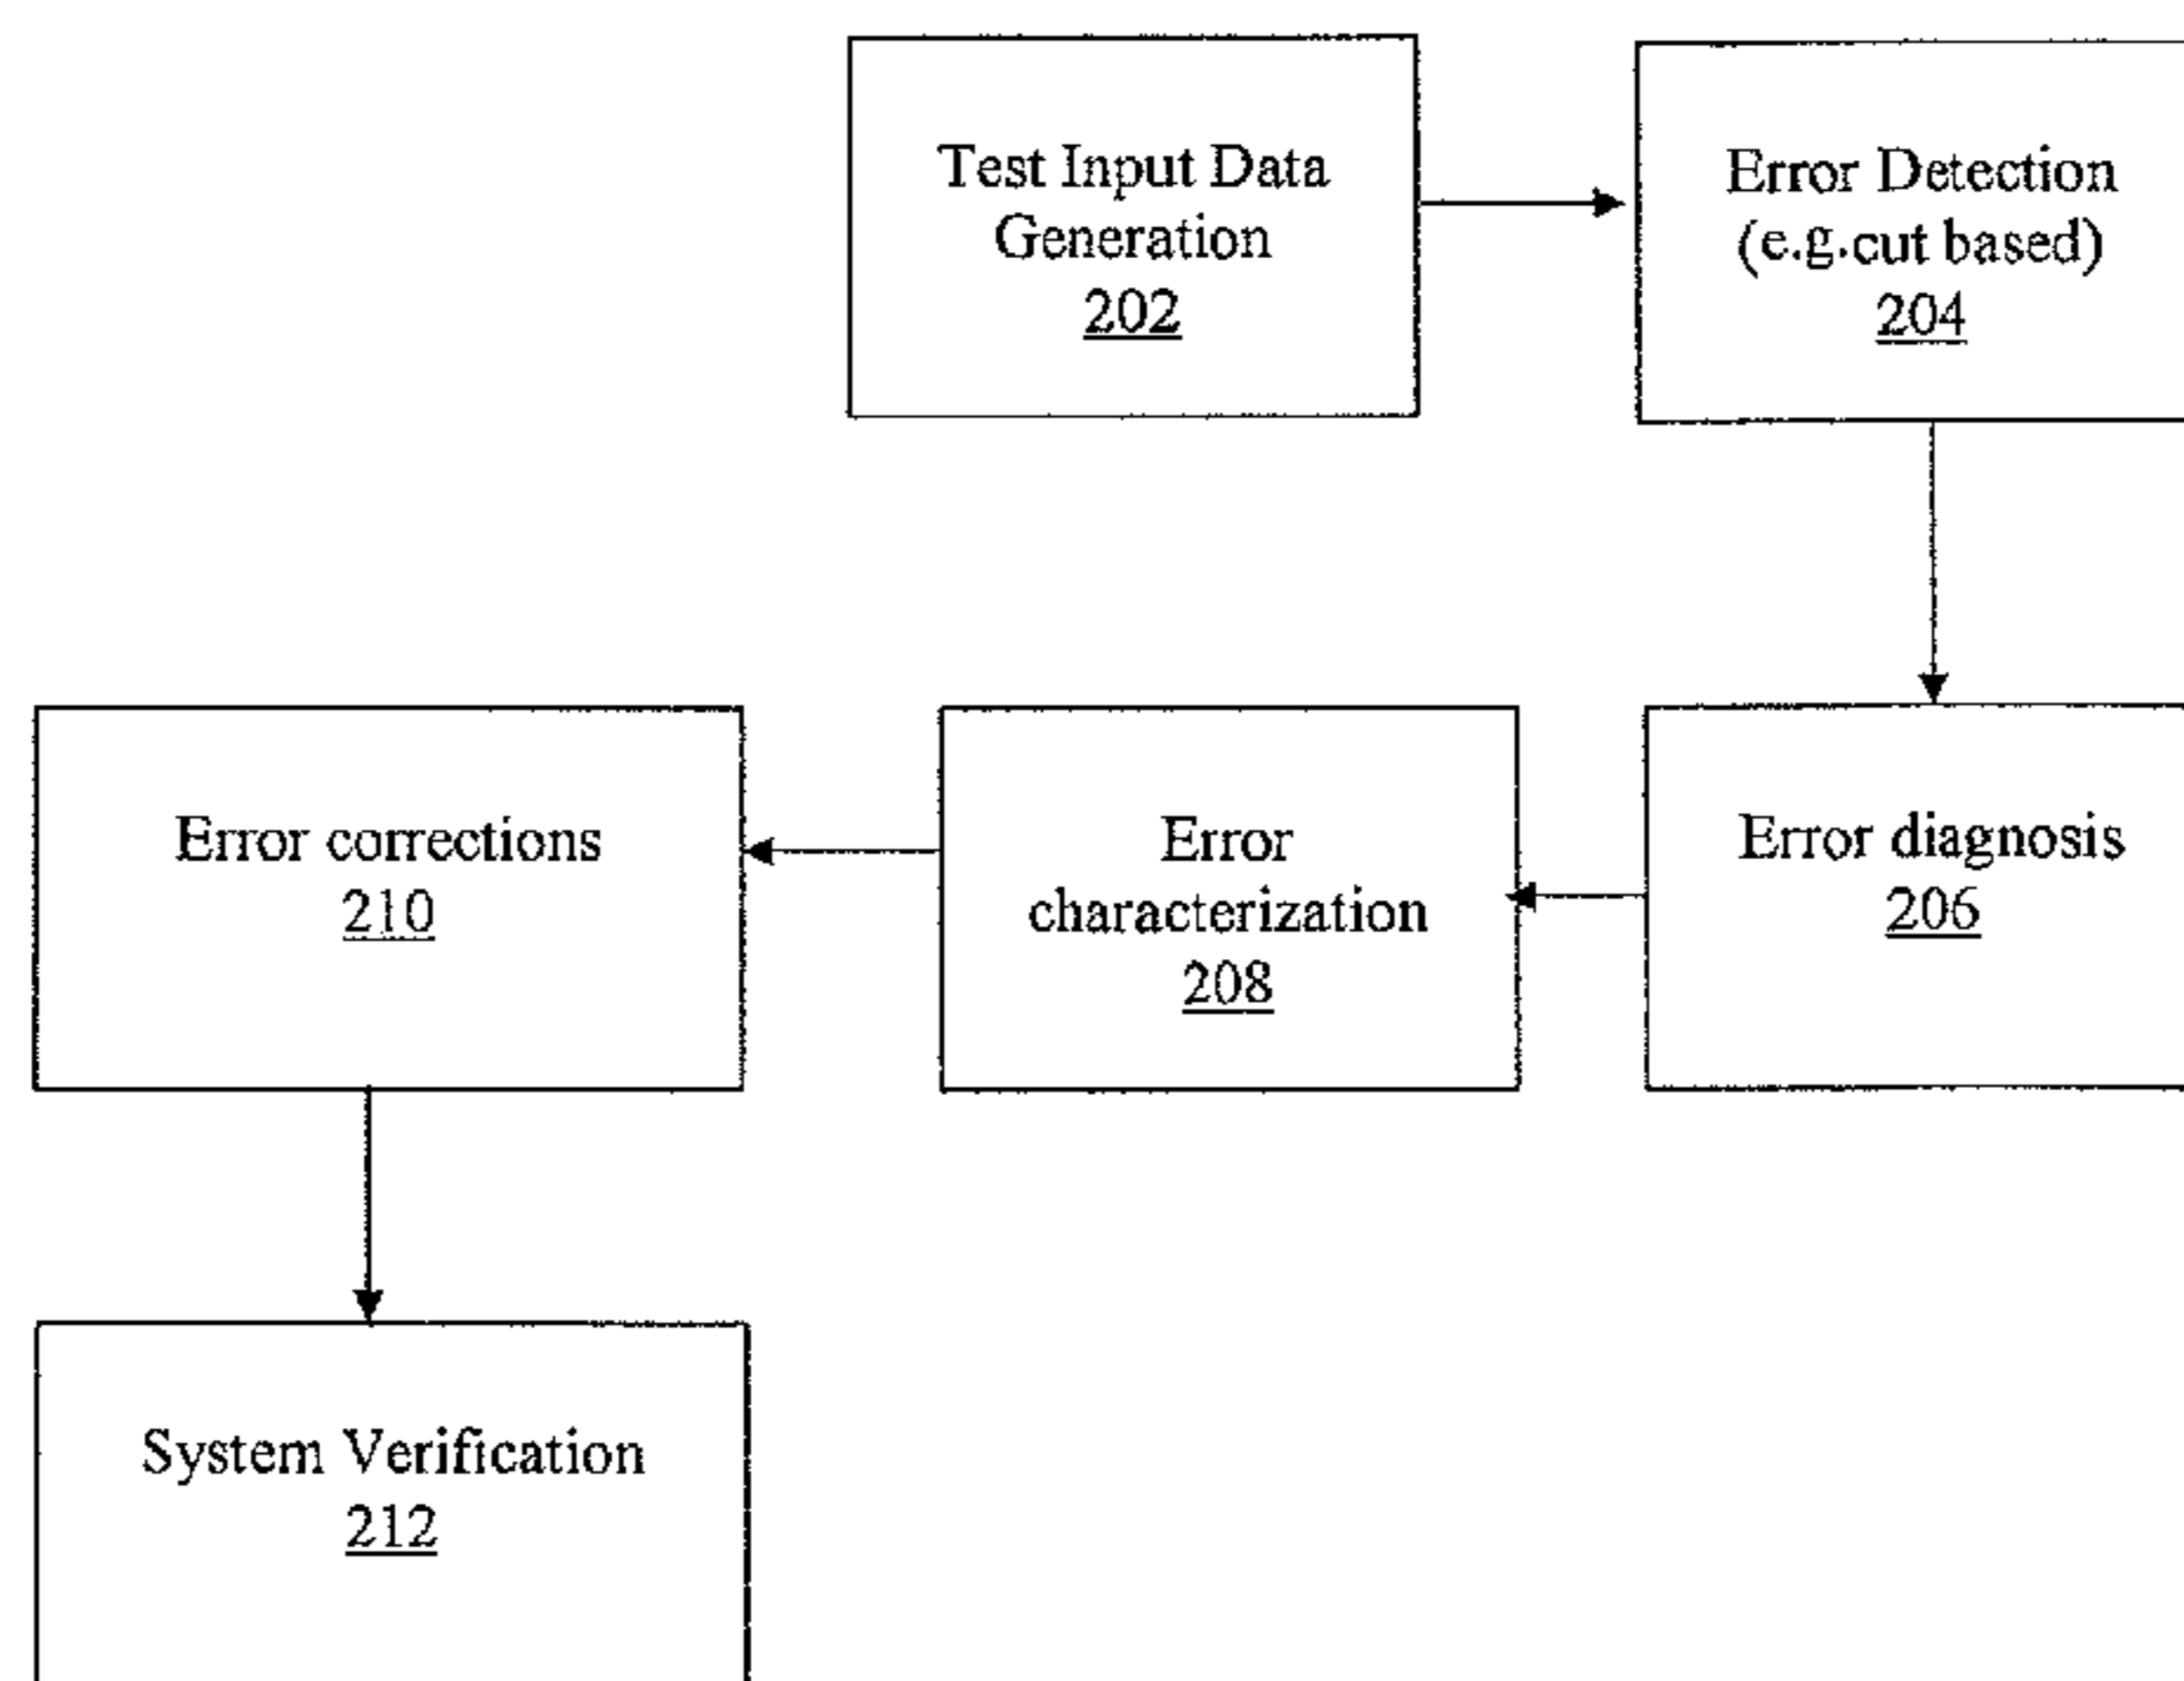 Test Input Data
Generation
202
Error Detection
(e.g.cut based)
204
Error corrections
210
Error
characterization
208
Error diagnosis
206
System Verification
212